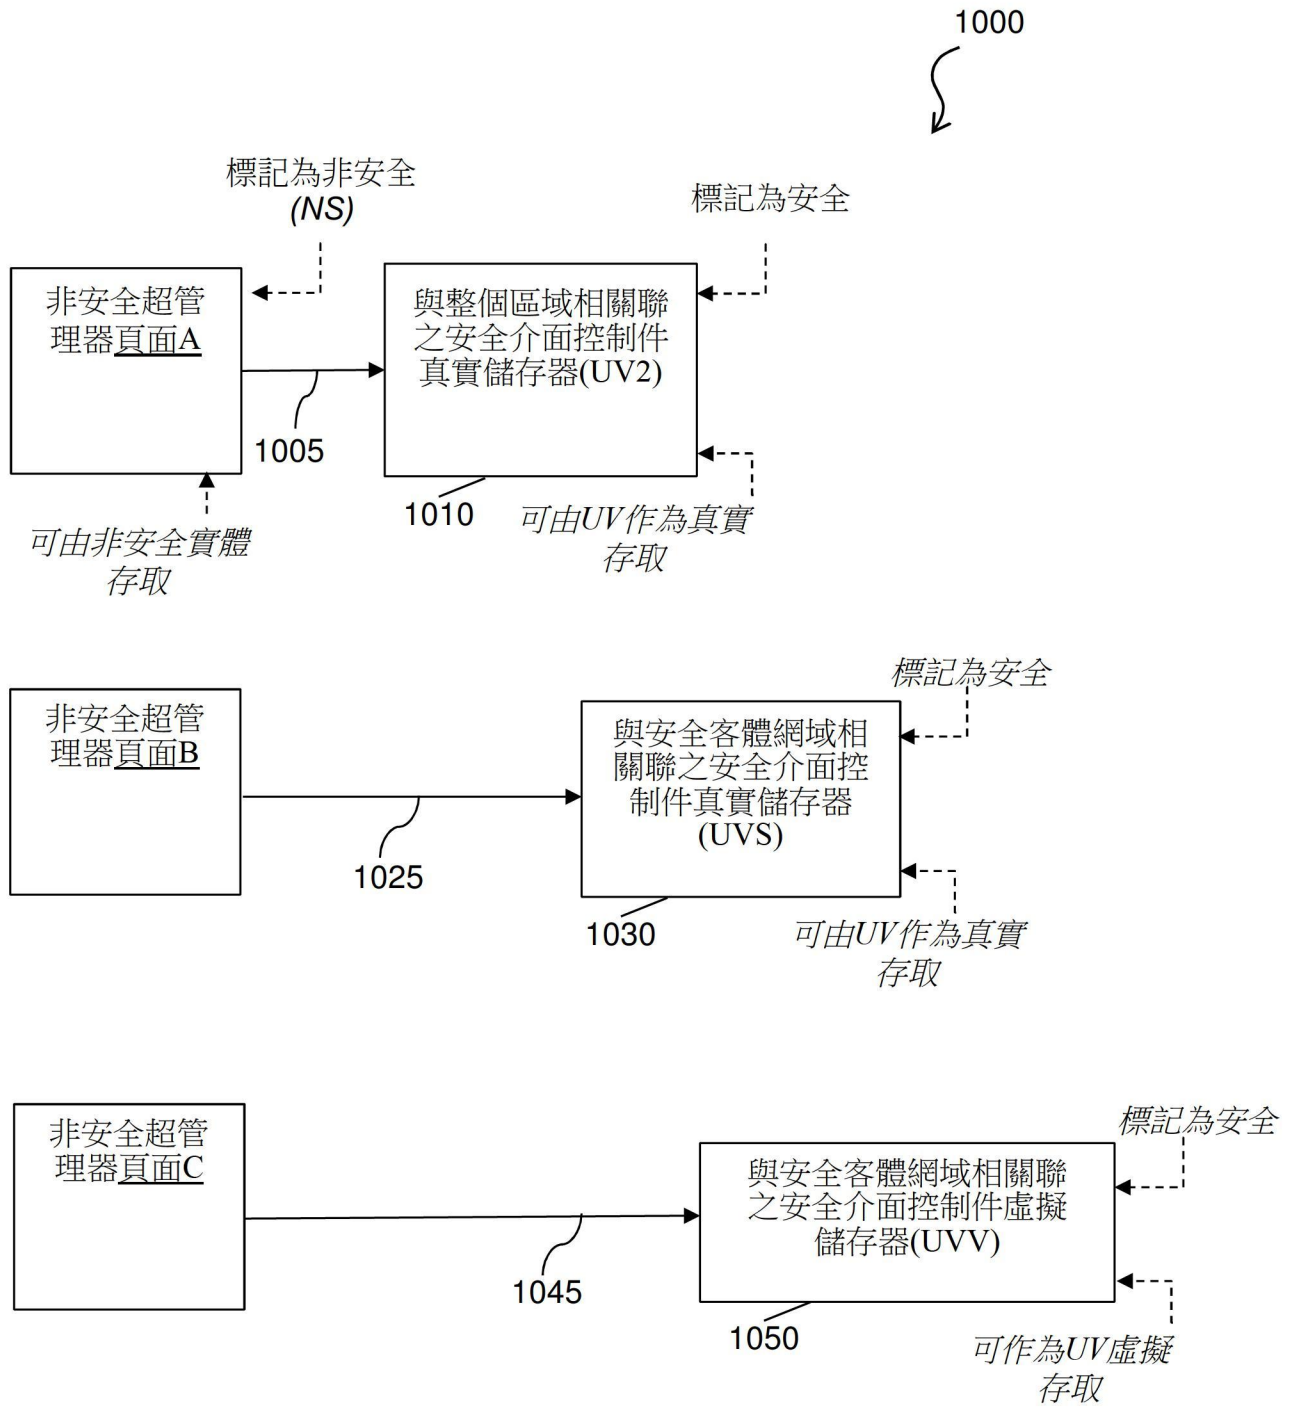 1000
標記為非安全
(NS)
標記為安全
非安全超管
理器頁面A
與整個區域相關聯
之安全介面控制件
真實儲存器(UV2)
1005
1010
可由非安全實體
存取
可由UV作為真實
存取
標記為安全
非安全超管
理器頁面B
與安全客體網域相
關聯之安全介面控
制件真實儲存器
(UVS)
1025
1030
可由UV作為真實
存取
標記為安全
非安全超管
理器頁面C
與安全客體網域相關聯
之安全介面控制件虛擬
儲存器(UVV)
1045
1050
可作為UV虛擬
存取